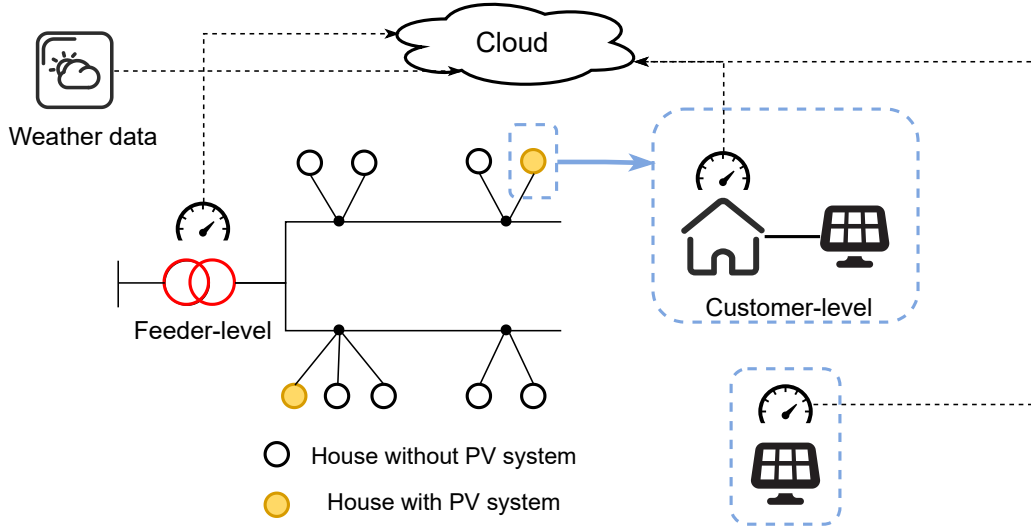 Cloud
Weather data
Feeder-level
Customer-level
House without PV system
House with PV system